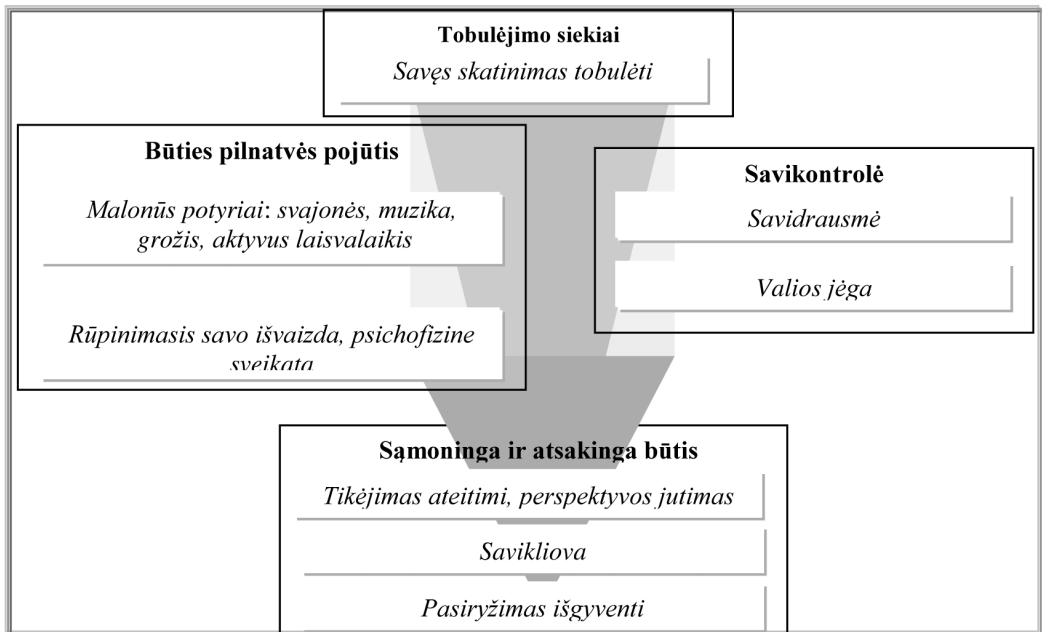 Tobulėjimo siekiai
Savęs skatinimas tobulėti
Būties pilnatvės pojūtis
Malonūs potyriai: svajonės, muzika,
grožis, aktyvus laisvalaikis
Rūpinimasis savo išvaizda, psichofizine
sveikata
Savikontrolė
Savidrausmė
Valios jėga
Sąmoninga ir atsakinga būtis
Tikėjimas ateitimi, perspektyvos jutimas
Savikliova
Pasiryžimas išgyventi